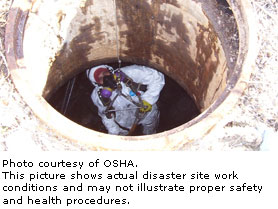 Photo courtesy of OSHA.
This picture shows actual disaster site work
conditions and may not illustrate proper safety
and health procedures.